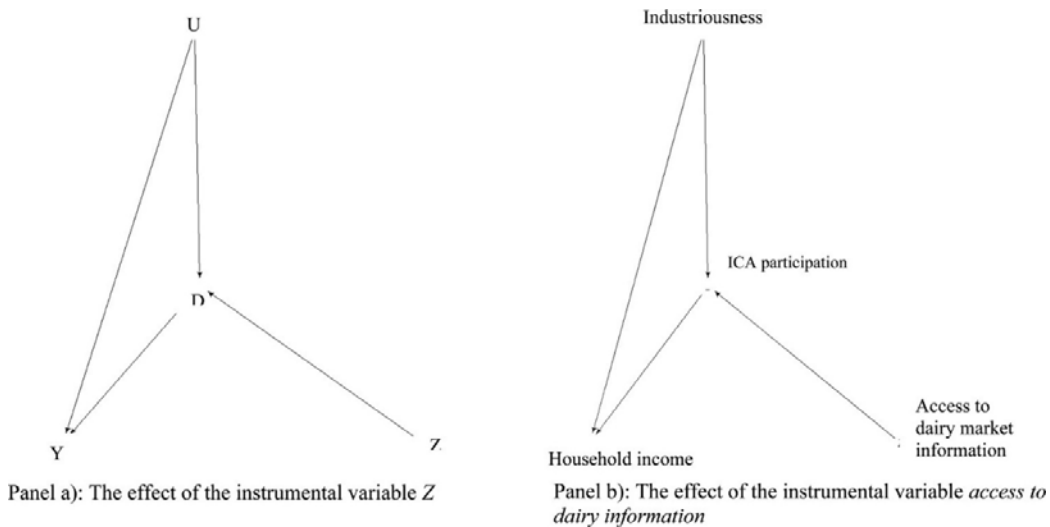 U
D
Y
Z
Panel a): The effect of the instrumental variable Z
Industriousness
ICA participation
Access to
dairy market
information
Household income
Panel b): The effect of the instrumental variable access to
dairy information